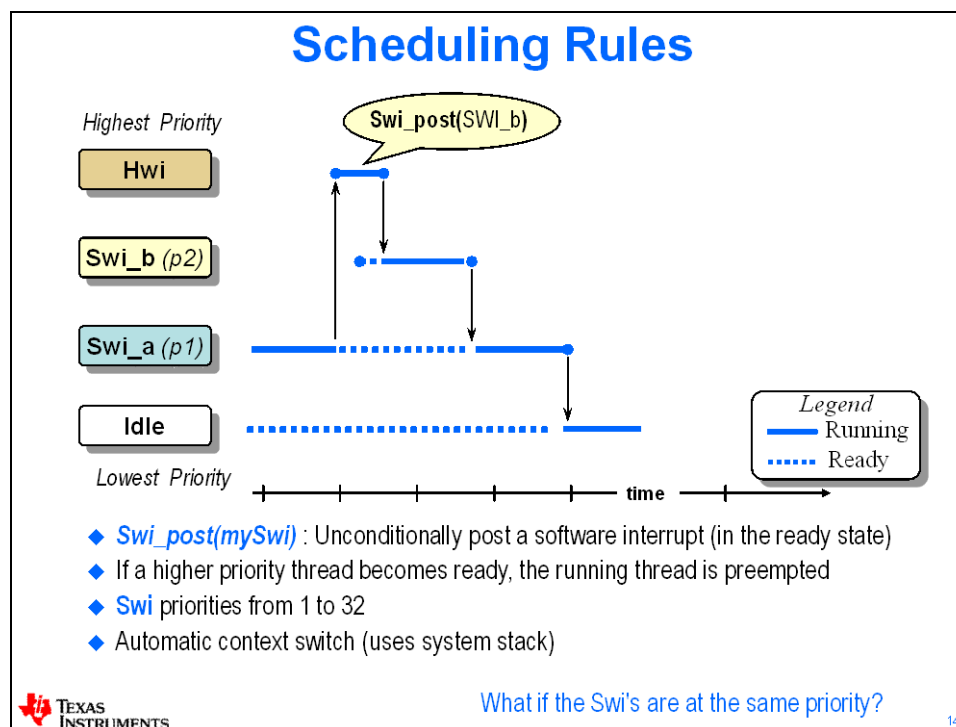 Scheduling Rules
Highest Priority
Swi_post(SWI_b)
Hwi
Swi_b (p2)
Swi_a (p1)
Idle
Lowest Priority
Legend
Running
Ready
time
Swi_post(mySwi) : Unconditionally post a software interrupt (in the ready state)
If a higher priority thread becomes ready, the running thread is preempted
Swi priorities from 1 to 32
Automatic context switch (uses system stack)
What if the Swi's are at the same priority?
TEXAS
INSTRUMENTS
14